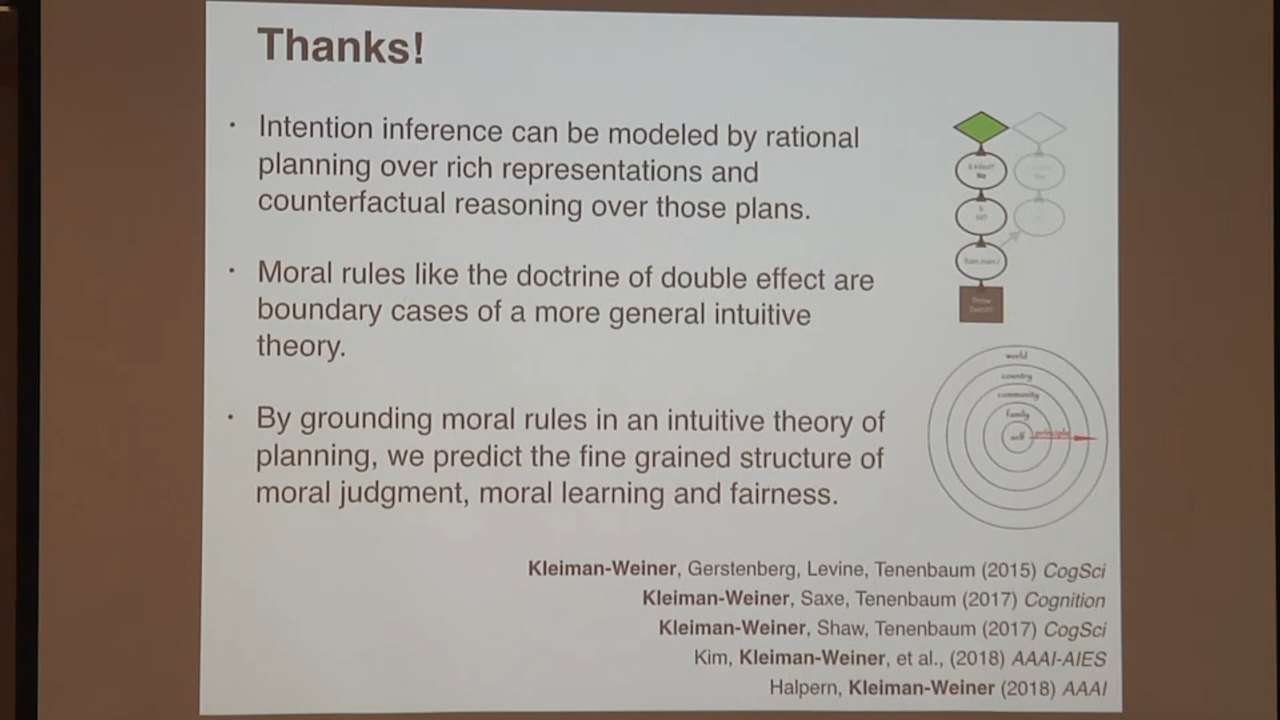 Thanks!
• Intention inference can be modeled by rational
planning over rich representations and
counterfactual reasoning over those plans.
• Moral rules like the doctrine of double effect are
boundary cases of a more general intuitive
theory.
• By grounding moral rules in an intuitive theory of
planning, we predict the fine grained structure of
moral judgment, moral learning and fairness.
No
Throw
Switch?
world
country
community
family
self
Kleiman-Weiner, Gerstenberg, Levine, Tenenbaum (2015) CogSci
Kleiman-Weiner, Saxe, Tenenbaum (2017) Cognition
Kleiman-Weiner, Shaw, Tenenbaum (2017) CogSci
Kim, Kleiman-Weiner, et al., (2018) AAAI-AIES
Halpern, Kleiman-Weiner (2018) AAAI